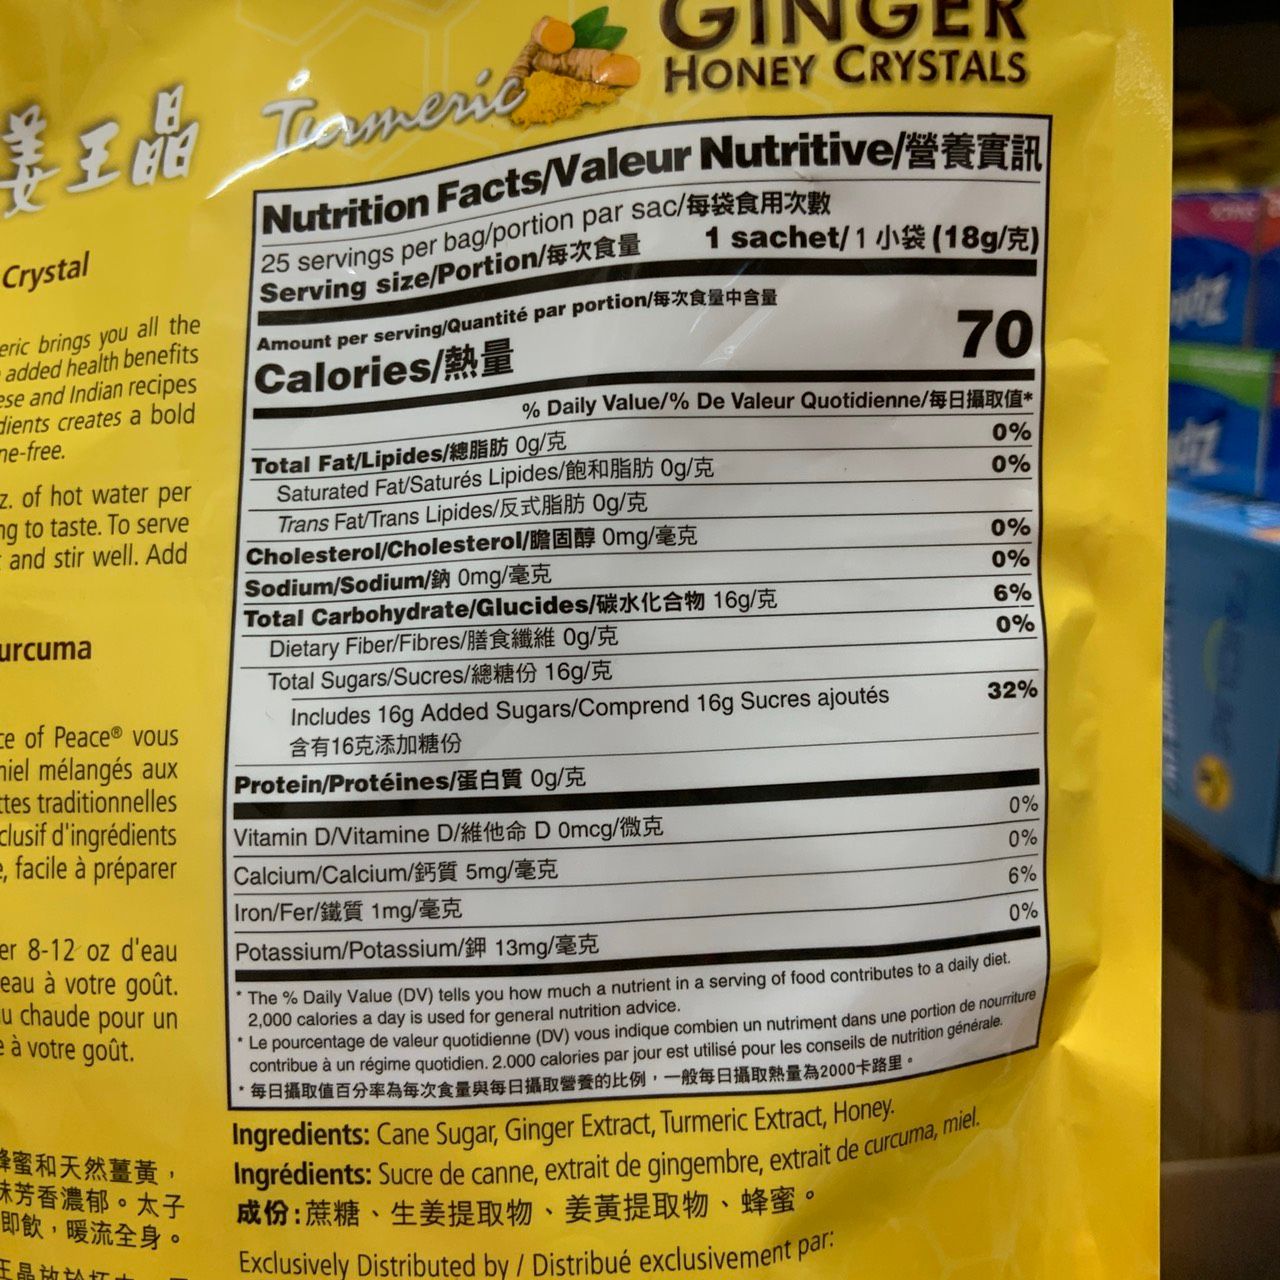 GINGER
HONEY CRYSTALS
Turmeric
姜王晶
Crystal
eric brings you all the
added health benefits
ese and Indian recipes
dients creates a bold
ne-free.
z. of hot water per
ng to taste. To serve
and stir well. Add
urcuma
ce of Peace® vous
niel mélangés aux
ttes traditionnelles
clusif d'ingrédients
e, facile à préparer
er 8-12 oz d'eau
eau à votre goût.
u chaude pour un
e à votre goût.
蜂蜜和天然薑黃，
味芳香濃郁。太子
即飲，暖流全身。
Nutrition Facts/Valeur Nutritive/營養實訊
25 servings per bag/portion par sac/每袋食用次數
Serving size/Portion/每次食量 1 sachet/1 小袋 (18g/克)
Amount per serving/Quantité par portion/每次食量中含量
Calories/熱量 70
% Daily Value/% De Valeur Quotidienne/每日攝取值*
Total Fat/Lipides/總脂肪 0g/克 0%
Saturated Fat/Saturés Lipides/飽和脂肪 0g/克 0%
Trans Fat/Trans Lipides/反式脂肪 0g/克
Cholesterol/Cholesterol/膽固醇 0mg/毫克 0%
Sodium/Sodium/鈉 0mg/毫克 0%
Total Carbohydrate/Glucides/碳水化合物 16g/克 6%
Dietary Fiber/Fibres/膳食纖維 0g/克 0%
Total Sugars/Sucres/總糖份 16g/克
Includes 16g Added Sugars/Comprend 16g Sucres ajoutés 32%
含有16克添加糖份
Protein/Protéines/蛋白質 0g/克
Vitamin D/Vitamine D/維他命 D 0mcg/微克 0%
Calcium/Calcium/鈣質 5mg/毫克 0%
Iron/Fer/鐵質 1mg/毫克 6%
Potassium/Potassium/鉀 13mg/毫克 0%
* The % Daily Value (DV) tells you how much a nutrient in a serving of food contributes to a daily diet.
2,000 calories a day is used for general nutrition advice.
* Le pourcentage de valeur quotidienne (DV) vous indique combien un nutriment dans une portion de nourriture
contribue à un régime quotidien. 2.000 calories par jour est utilisé pour les conseils de nutrition générale.
* 每日攝取值百分率為每次食量與每日攝取營養的比例，一般每日攝取熱量為2000卡路里。
Ingredients: Cane Sugar, Ginger Extract, Turmeric Extract, Honey.
Ingrédients: Sucre de canne, extrait de gingembre, extrait de curcuma, miel.
成份:蔗糖、生姜提取物、姜黃提取物、蜂蜜。
Exclusively Distributed by / Distribué exclusivement par: